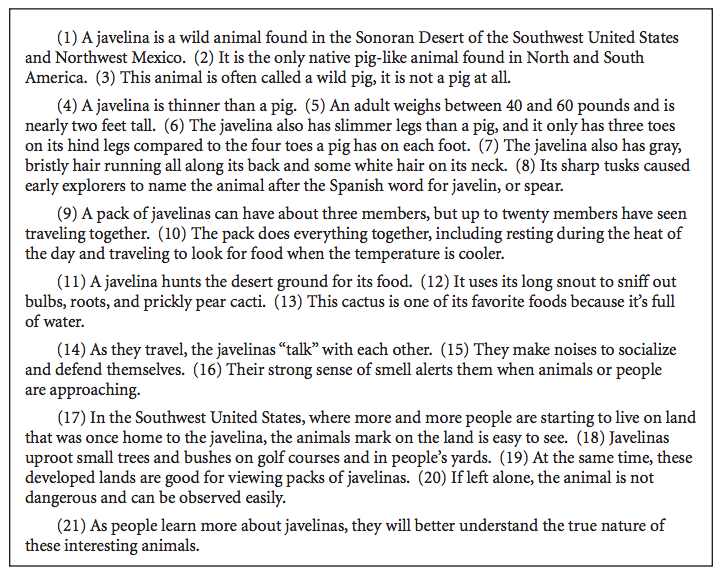 (1) A javelina is a wild animal found in the Sonoran Desert of the Southwest United States
and Northwest Mexico. (2) It is the only native pig-like animal found in North and South
America. (3) This animal is often called a wild pig, it is not a pig at all.
(4) A javelina is thinner than a pig. (5) An adult weighs between 40 and 60 pounds and is
nearly two feet tall. (6) The javelina also has slimmer legs than a pig, and it only has three toes
on its hind legs compared to the four toes a pig has on each foot. (7) The javelina also has gray,
bristly hair running all along its back and some white hair on its neck. (8) Its sharp tusks caused
early explorers to name the animal after the Spanish word for javelin, or spear.
(9) A pack of javelinas can have about three members, but up to twenty members have seen
traveling together. (10) The pack does everything together, including resting during the heat of
the day and traveling to look for food when the temperature is cooler.
(11) A javelina hunts the desert ground for its food. (12) It uses its long snout to sniff out
bulbs, roots, and prickly pear cacti. (13) This cactus is one of its favorite foods because it's full
of water.
(14) As they travel, the javelinas “talk” with each other. (15) They make noises to socialize
and defend themselves. (16) Their strong sense of smell alerts them when animals or people
are approaching.
(17) In the Southwest United States, where more and more people are starting to live on land
that was once home to the javelina, the animals mark on the land is easy to see. (18) Javelinas
uproot small trees and bushes on golf courses and in people's yards. (19) At the same time, these
developed lands are good for viewing packs of javelinas. (20) If left alone, the animal is not
dangerous and can be observed easily.
(21) As people learn more about javelinas, they will better understand the true nature of
these interesting animals.